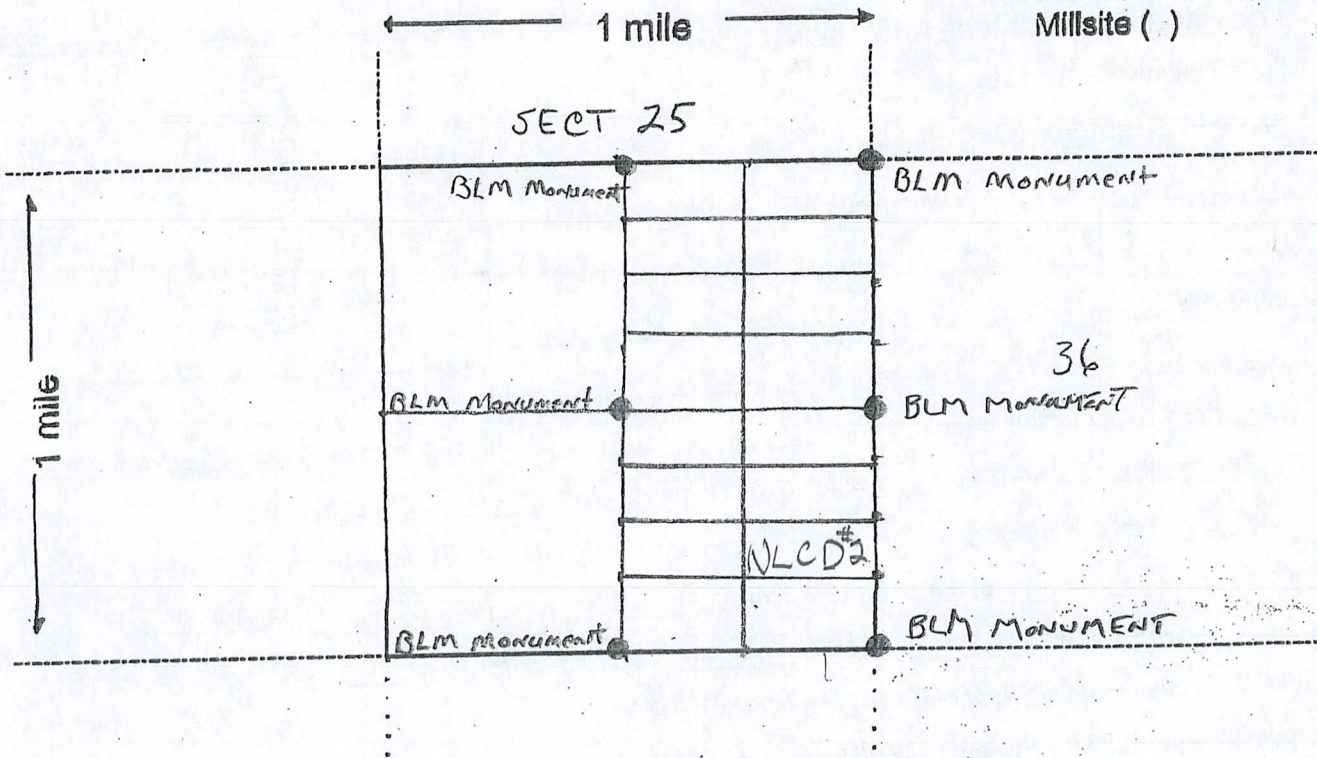 1 mile
Millsite ( )
SECT 25
BLM Monument
BLM Monument
1 mile
36
BLM Monument
BLM MONUMENT
NLCD #2
BLM Monument
BLM MONUMENT